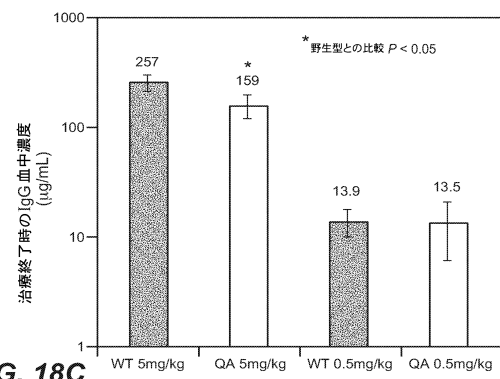 1000
100
10
1
治療終了時のIgG 血中濃度
(μg/mL)
* 野生型との比較 P < 0.05
257
*
159
13.9
13.5
WT 5mg/kg
QA 5mg/kg
WT 0.5mg/kg
QA 0.5mg/kg
G. 18C